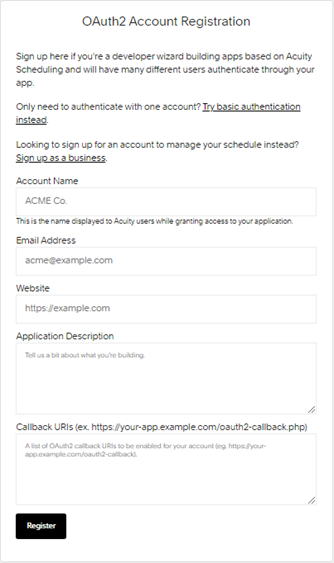 OAuth2 Account Registration
Sign up here if you're a developer wizard building apps based on Acuity
Scheduling and will have many different users authenticate through your
app.
Only need to authenticate with one account? Try basic authentication
instead.
Looking to sign up for an account to manage your schedule instead?
Sign up as a business.
Account Name
ACME Co.
This is the name displayed to Acuity users while granting access to your application.
Email Address
acme@example.com
Website
https://example.com
Application Description
Tell us a bit about what you're building.
Callback URIs (ex. https://your-app.example.com/oauth2-callback.php)
A list of OAuth2 callback URIs to be enabled for your account (eg. https://your-
app.example.com/oauth2-callback).
Register